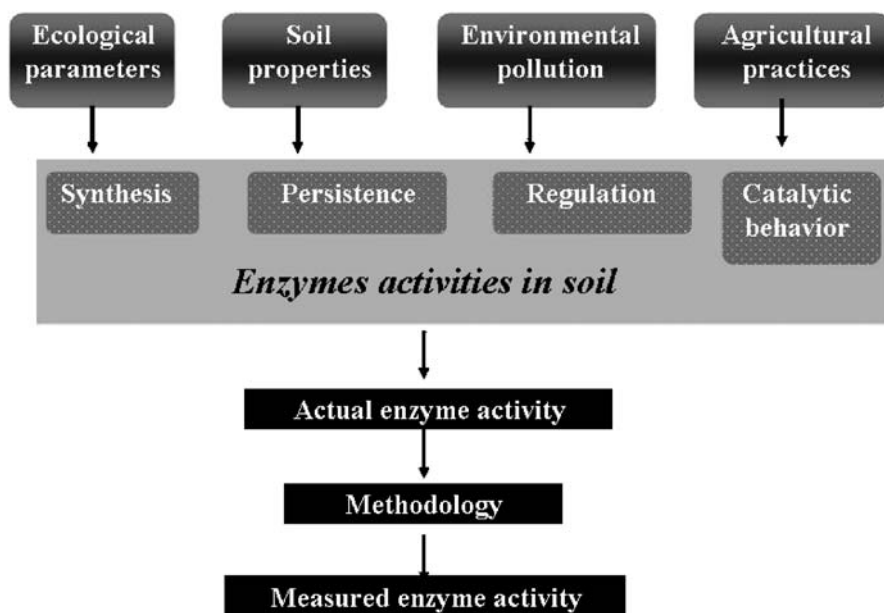 Ecological
parameters
Soil
properties
Environmental
pollution
Agricultural
practices
Synthesis
Persistence
Regulation
Catalytic
behavior
Enzymes activities in soil
Actual enzyme activity
Methodology
Measured enzyme activity